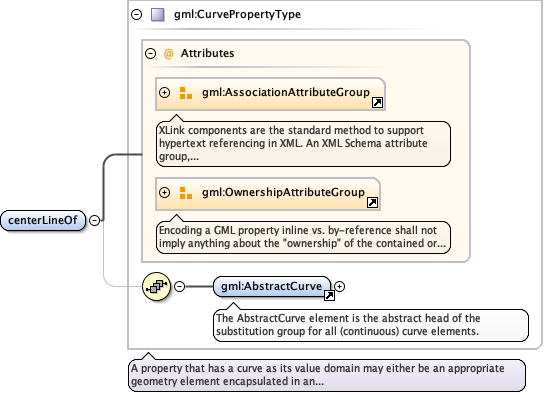 gml:CurvePropertyType
@ Attributes
gml:AssociationAttributeGroup
XLink components are the standard method to support
hypertext referencing in XML. An XML Schema attribute
group,...
gml:OwnershipAttributeGroup
Encoding a GML property inline vs. by-reference shall not
imply anything about the "ownership" of the contained or...
centerLineOf
gml:AbstractCurve
The AbstractCurve element is the abstract head of the
substitution group for all (continuous) curve elements.
A property that has a curve as its value domain may either be an appropriate
geometry element encapsulated in an...